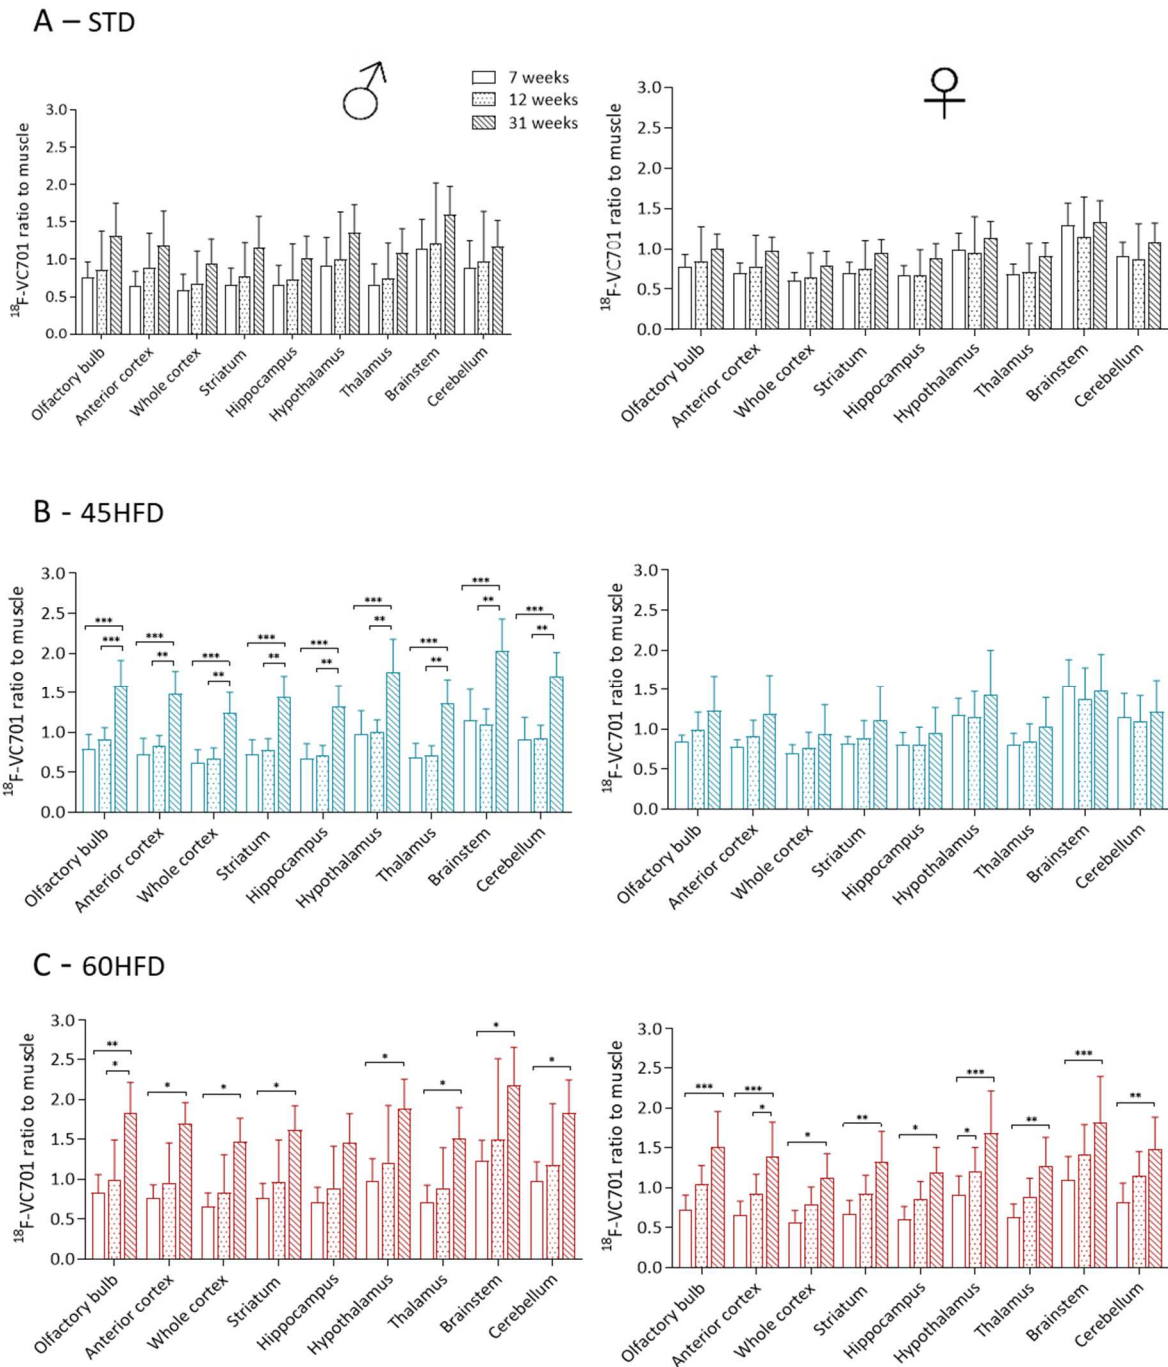 A – STD
♂
7 weeks
12 weeks
31 weeks
♀
¹⁸F-VC701 ratio to muscle
3.0
2.5
2.0
1.5
1.0
0.5
0.0
Olfactory bulb
Anterior cortex
Whole cortex
Striatum
Hippocampus
Hypothalamus
Thalamus
Brainstem
Cerebellum
¹⁸F-VC701 ratio to muscle
3.0
2.5
2.0
1.5
1.0
0.5
0.0
Olfactory bulb
Anterior cortex
Whole cortex
Striatum
Hippocampus
Hypothalamus
Thalamus
Brainstem
Cerebellum
B - 45HFD
¹⁸F-VC701 ratio to muscle
3.0
2.5
2.0
1.5
1.0
0.5
0.0
***
***
***
**
***
**
***
**
***
**
***
**
***
**
***
**
***
**
Olfactory bulb
Anterior cortex
Whole cortex
Striatum
Hippocampus
Hypothalamus
Thalamus
Brainstem
Cerebellum
¹⁸F-VC701 ratio to muscle
3.0
2.5
2.0
1.5
1.0
0.5
0.0
Olfactory bulb
Anterior cortex
Whole cortex
Striatum
Hippocampus
Hypothalamus
Thalamus
Brainstem
Cerebellum
C - 60HFD
¹⁸F-VC701 ratio to muscle
3.0
2.5
2.0
1.5
1.0
0.5
0.0
**
*
*
*
*
*
*
*
*
Olfactory bulb
Anterior cortex
Whole cortex
Striatum
Hippocampus
Hypothalamus
Thalamus
Brainstem
Cerebellum
¹⁸F-VC701 ratio to muscle
3.0
2.5
2.0
1.5
1.0
0.5
0.0
***
***
*
*
**
*
***
*
**
***
**
Olfactory bulb
Anterior cortex
Whole cortex
Striatum
Hippocampus
Hypothalamus
Thalamus
Brainstem
Cerebellum